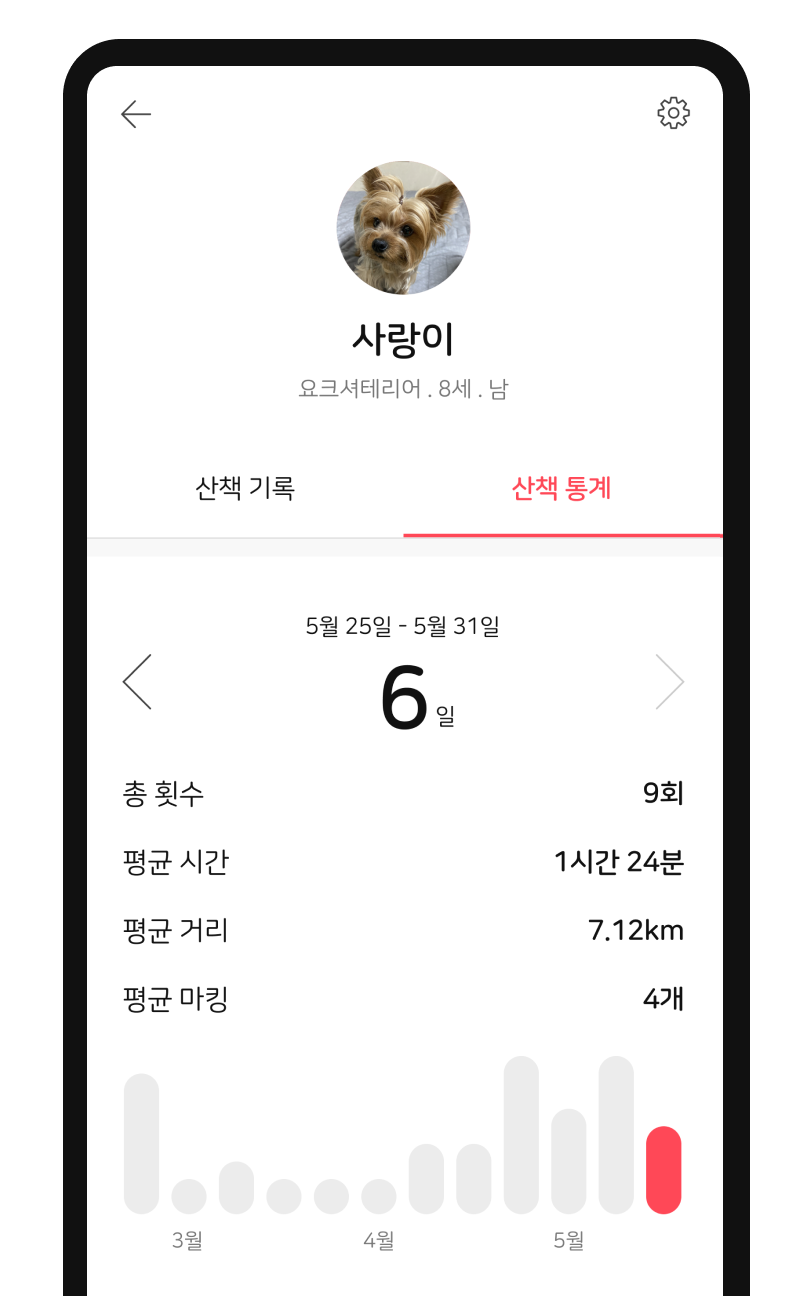 사랑이
요크셔테리어 . 8세 . 남
산책 기록 산책 통계
5월 25일 - 5월 31일
6일
총 횟수 9회
평균 시간 1시간 24분
평균 거리 7.12km
평균 마킹 4개
3월 4월 5월